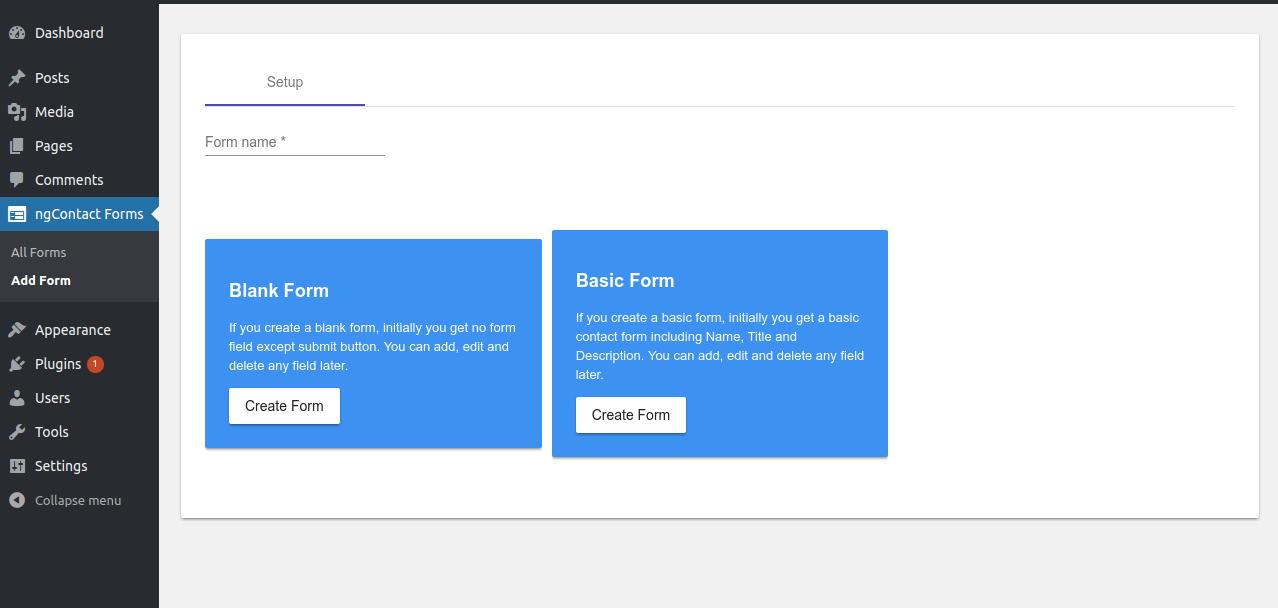 Dashboard
Posts
Media
Pages
Comments
ngContact Forms
All Forms
Add Form
Appearance
Plugins 1
Users
Tools
Settings
Collapse menu
Setup
Form name *
Blank Form
If you create a blank form, initially you get no form
field except submit button. You can add, edit and
delete any field later.
Create Form
Basic Form
If you create a basic form, initially you get a basic
contact form including Name, Title and
Description. You can add, edit and delete any field
later.
Create Form